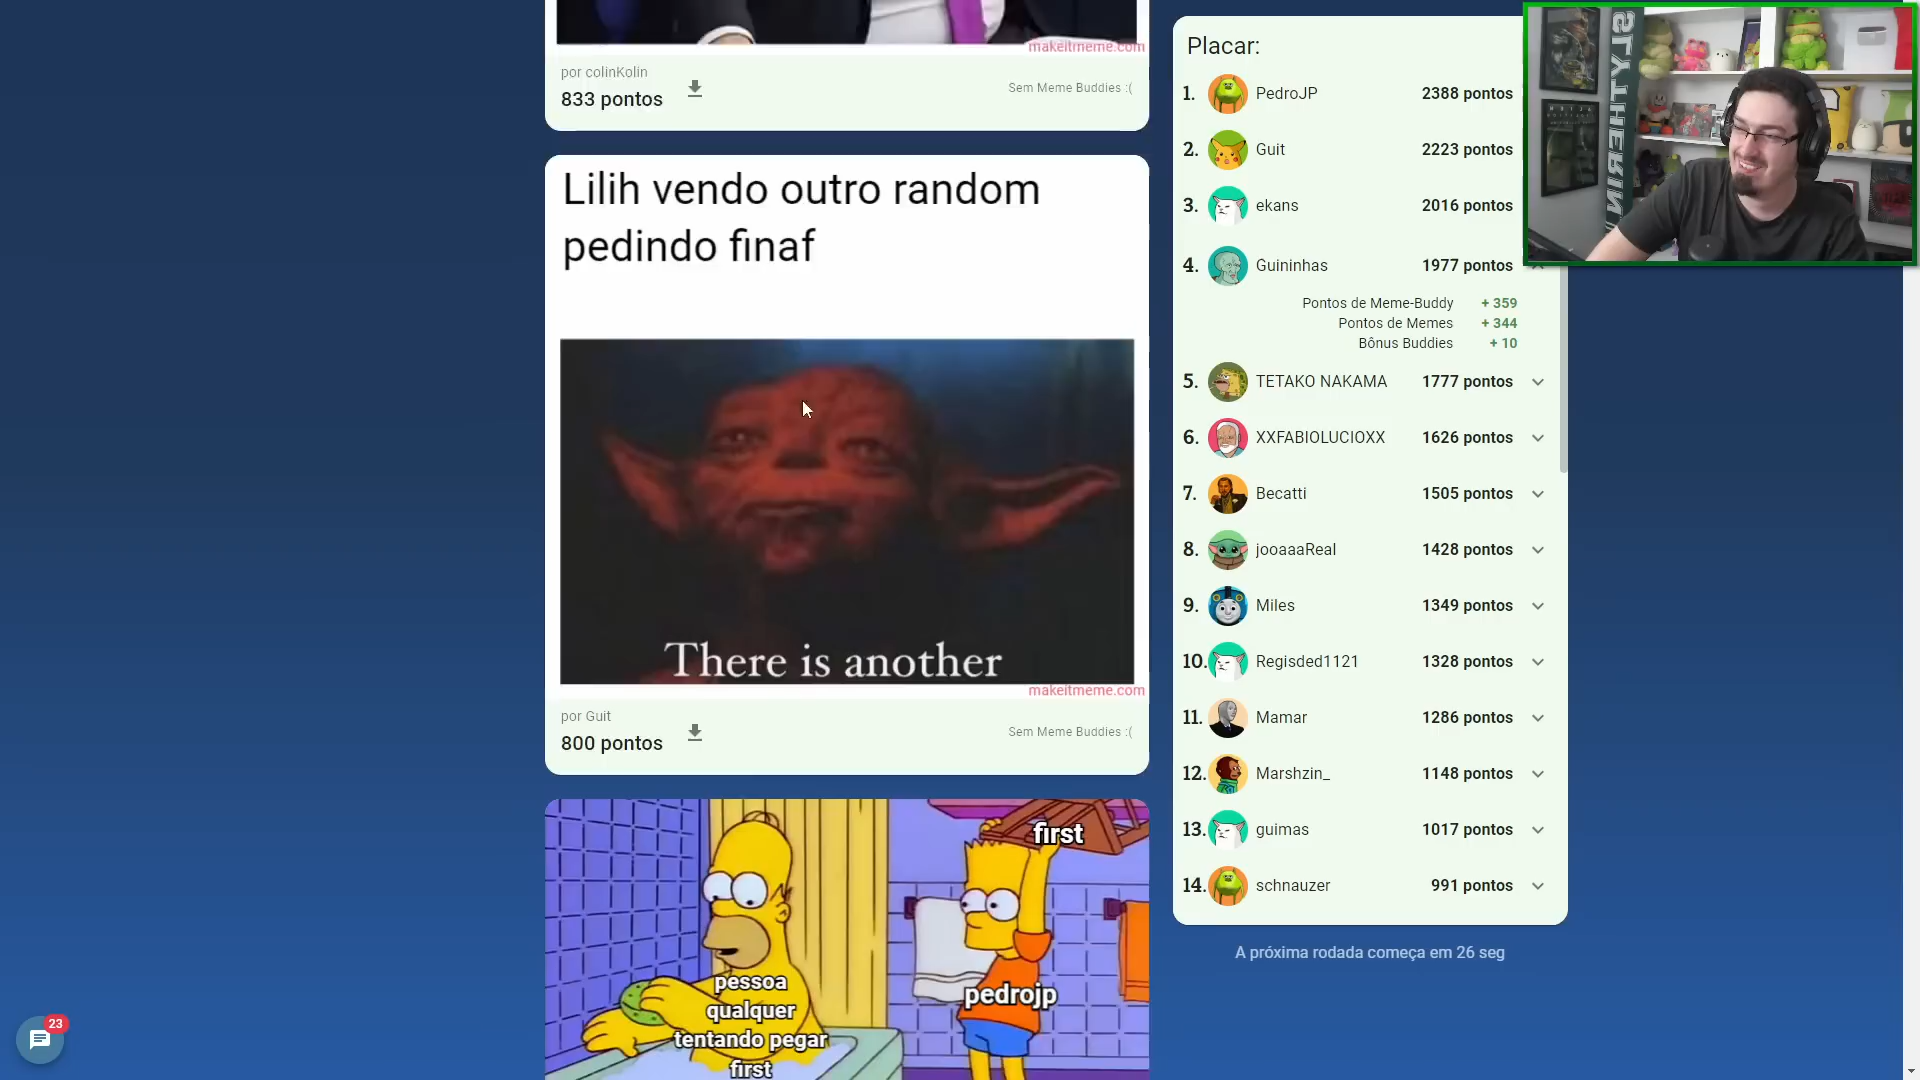 makeitmeme.com
por colinKolin
833 pontos
Sem Meme Buddies :(
Lilih vendo outro random
pedindo finaf
There is another
makeitmeme.com
por Guit
800 pontos
Sem Meme Buddies :(
first
pessoa
qualquer
tentando pegar
first
pedrojp
Placar:
1. PedroJP 2388 pontos
2. Guit 2223 pontos
3. ekans 2016 pontos
4. Guininhas 1977 pontos
Pontos de Meme-Buddy + 359
Pontos de Memes + 344
Bônus Buddies + 10
5. TETAKO NAKAMA 1777 pontos
6. XXFABIOLUCIOXX 1626 pontos
7. Becatti 1505 pontos
8. jooaaaReal 1428 pontos
9. Miles 1349 pontos
10. Regisded1121 1328 pontos
11. Mamar 1286 pontos
12. Marshzin_ 1148 pontos
13. guimas 1017 pontos
14. schnauzer 991 pontos
A próxima rodada começa em 26 seg
SLYTHERIN
23